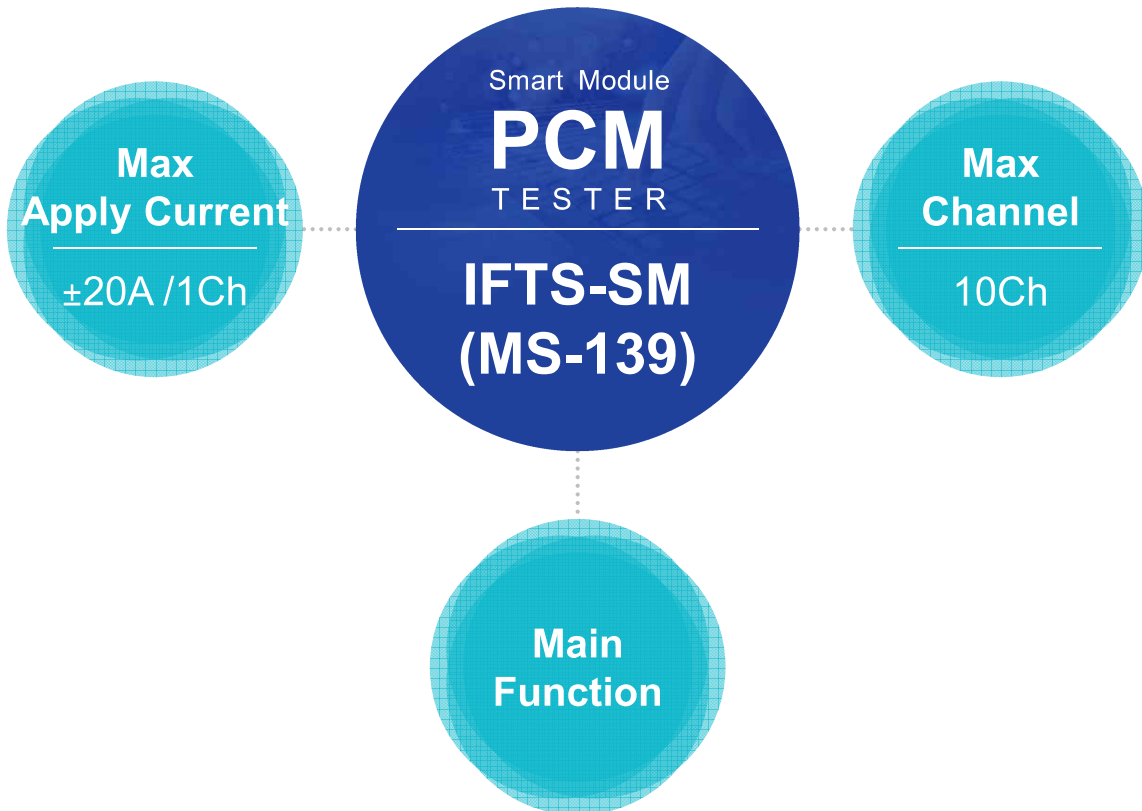 Smart Module
PCM
TESTER
IFTS-SM
(MS-139)
Max
Apply Current
±20A /1Ch
Max
Channel
10Ch
Main
Function